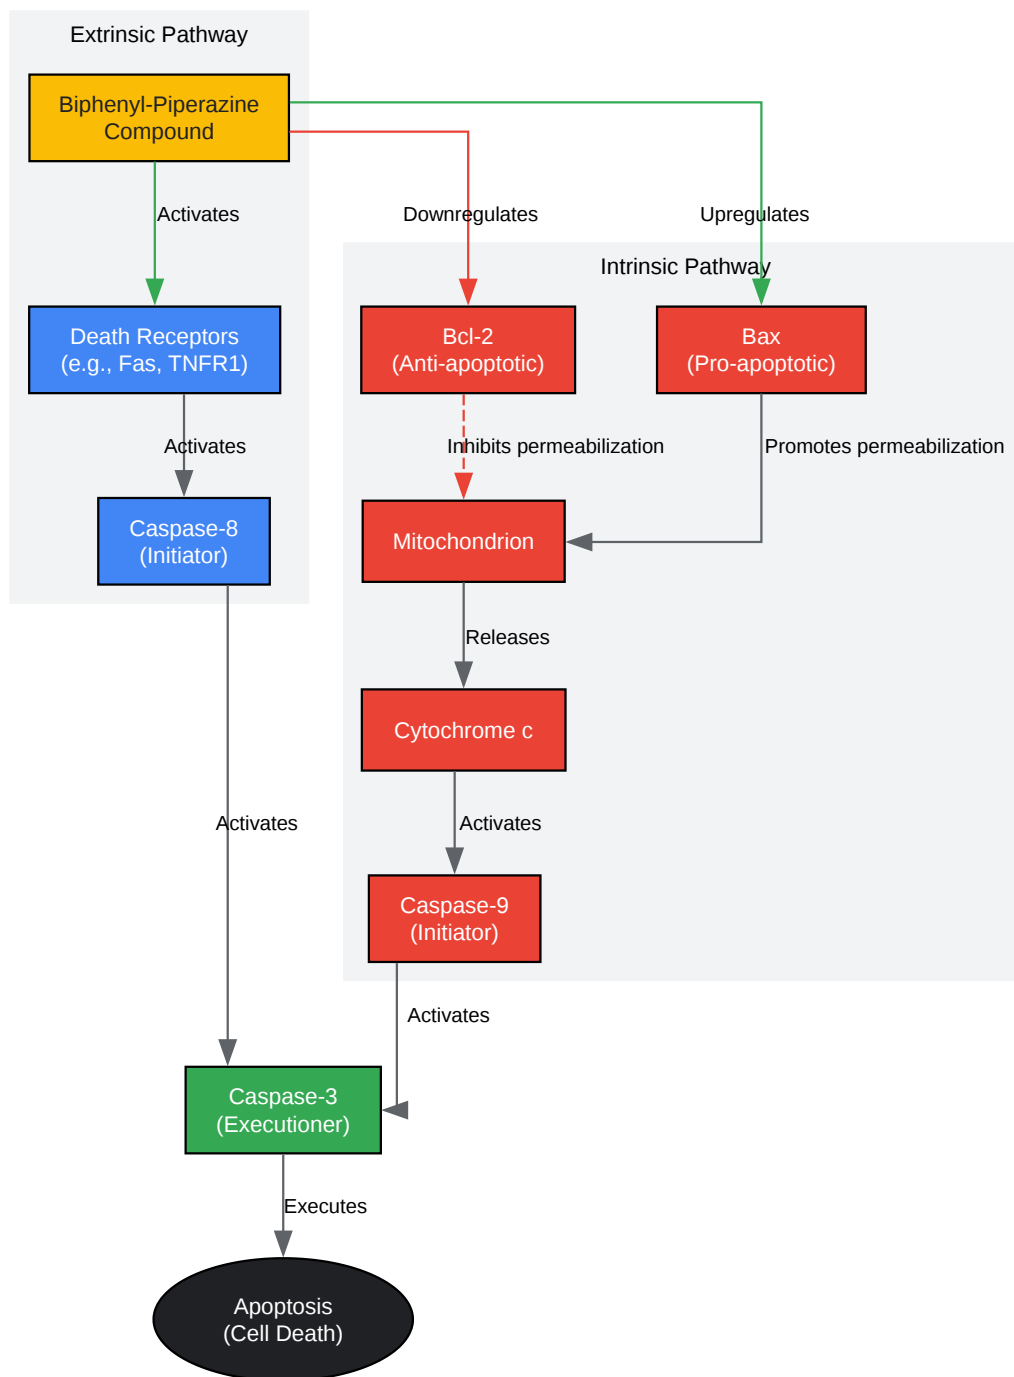 Extrinsic Pathway
Biphenyl-Piperazine
Compound
Activates
Downregulates
Upregulates
Intrinsic Pathway
Death Receptors
(e.g., Fas, TNFR1)
Bcl-2
(Anti-apoptotic)
Bax
(Pro-apoptotic)
Activates
Inhibits permeabilization
Promotes permeabilization
Caspase-8
(Initiator)
Mitochondrion
Releases
Cytochrome c
Activates
Activates
Caspase-9
(Initiator)
Activates
Caspase-3
(Executioner)
Executes
Apoptosis
(Cell Death)